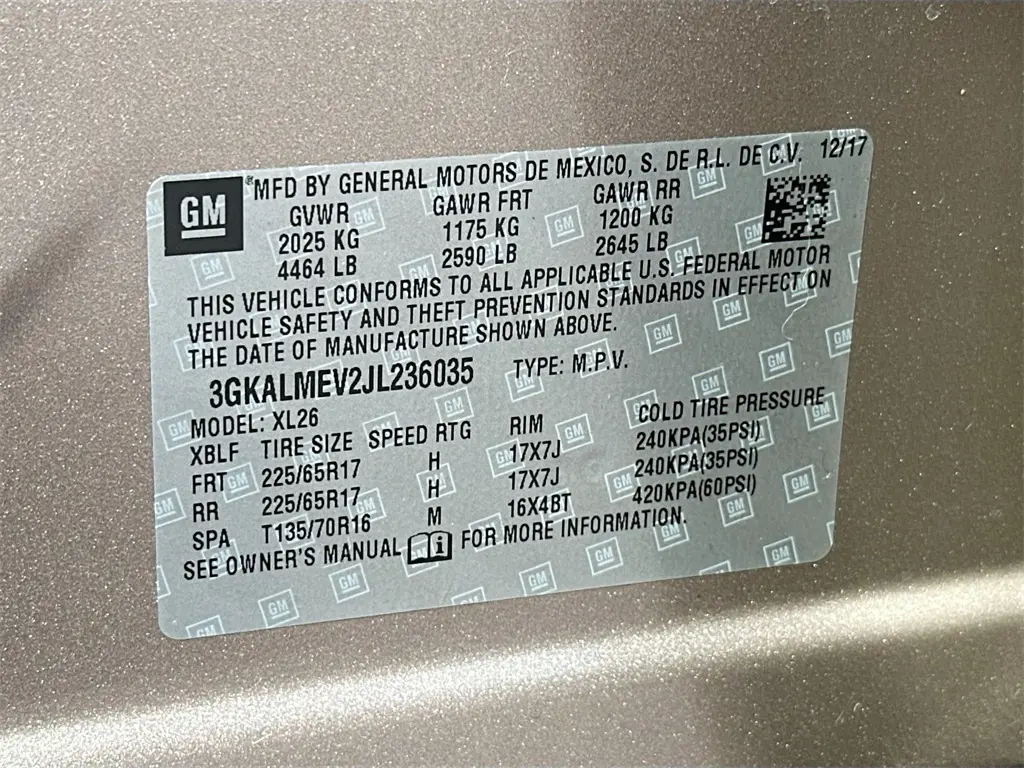 GM *MFD BY GENERAL MOTORS DE MEXICO, S. DE R.L. DE C.V. 12/17
GVWR GAWR FRT GAWR RR
2025 KG 1175 KG 1200 KG
4464 LB 2590 LB 2645 LB
THIS VEHICLE CONFORMS TO ALL APPLICABLE U.S. FEDERAL MOTOR
VEHICLE SAFETY AND THEFT PREVENTION STANDARDS IN EFFECT ON
THE DATE OF MANUFACTURE SHOWN ABOVE.
3GKALMEV2JL236035 TYPE: M.P.V.
MODEL: XL26
XBLF TIRE SIZE SPEED RTG RIM COLD TIRE PRESSURE
FRT 225/65R17 H 17X7J 240KPA(35PSI)
RR 225/65R17 H 17X7J 240KPA(35PSI)
SPA T135/70R16 M 16X4BT 420KPA(60PSI)
SEE OWNER'S MANUAL i FOR MORE INFORMATION.